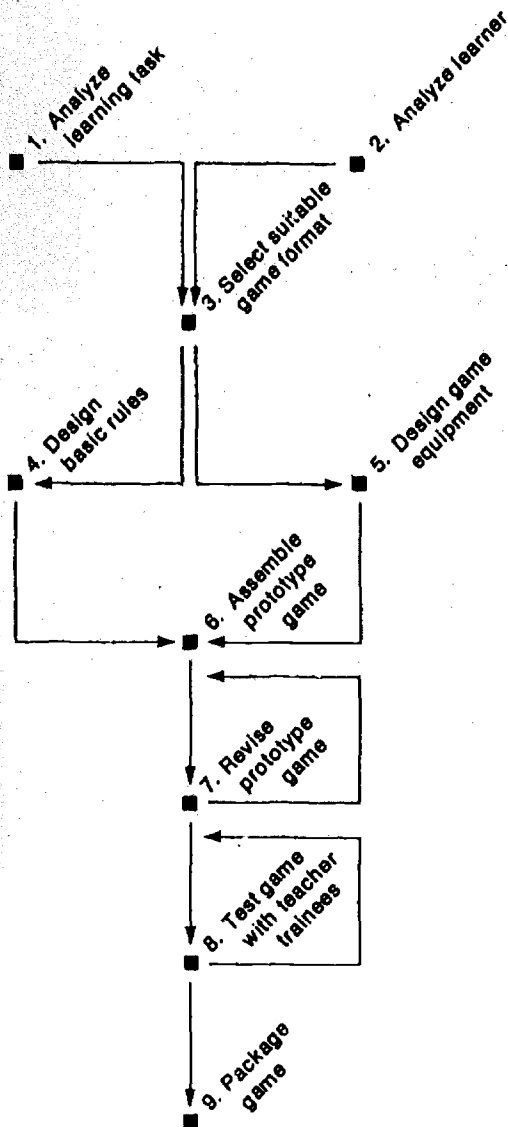 1. Analyze
learning task
2. Analyze learner
3. Select suitable
game format
4. Design
basic rules
5. Design game
equipment
6. Assemble
prototype
game
7. Revise
prototype
game
8. Test game
with teacher
trainees
9. Package
game